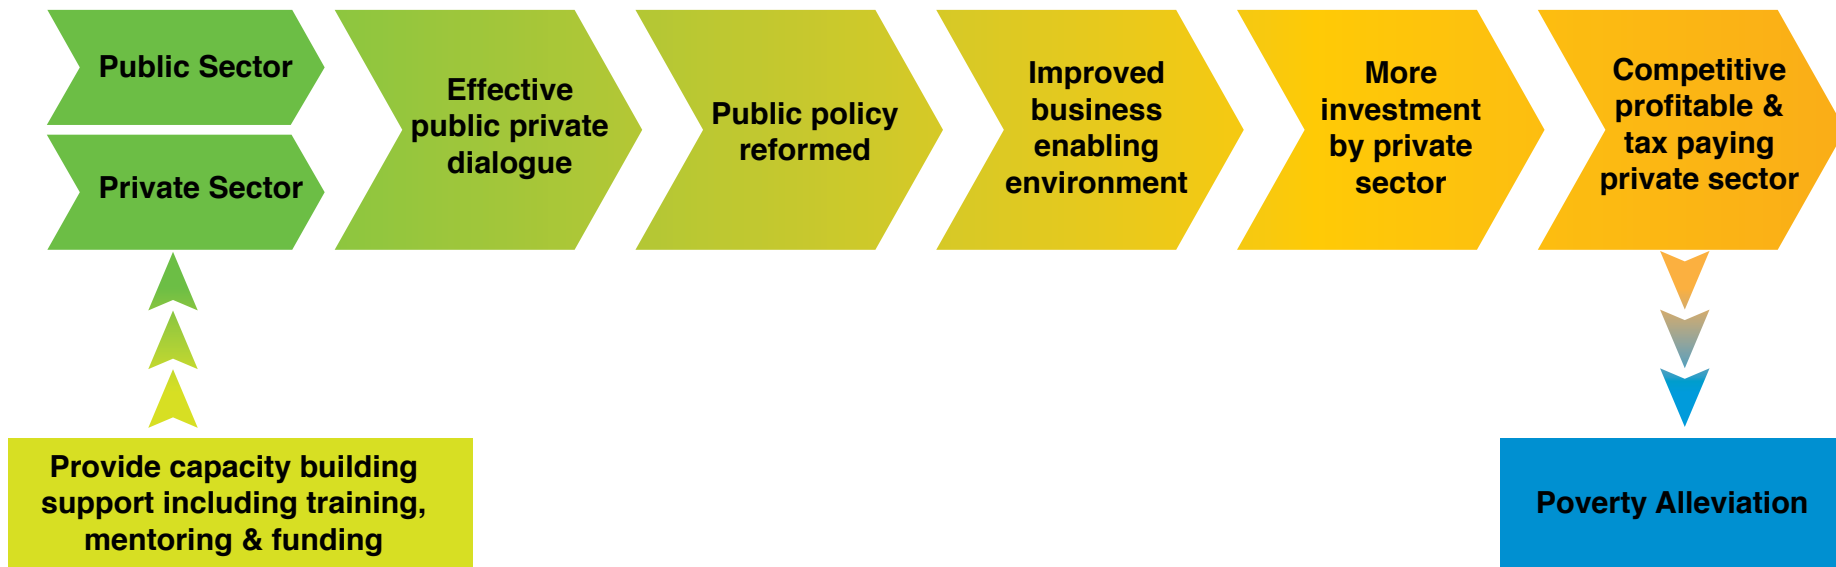 Public Sector
Private Sector
Effective
public private
dialogue
Public policy
reformed
Improved
business
enabling
environment
More
investment
by private
sector
Competitive
profitable &
tax paying
private sector
Provide capacity building
support including training,
mentoring & funding
Poverty Alleviation